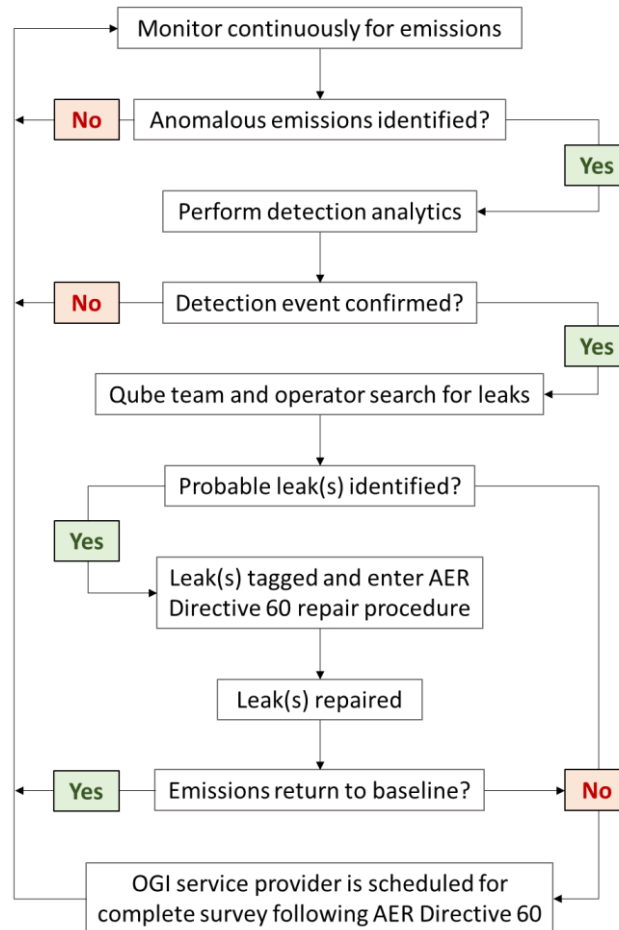 Monitor continuously for emissions
No
Anomalous emissions identified?
Yes
Perform detection analytics
No
Detection event confirmed?
Yes
Qube team and operator search for leaks
Probable leak(s) identified?
Yes
Leak(s) tagged and enter AER
Directive 60 repair procedure
Leak(s) repaired
Yes
Emissions return to baseline?
No
OGI service provider is scheduled for
complete survey following AER Directive 60